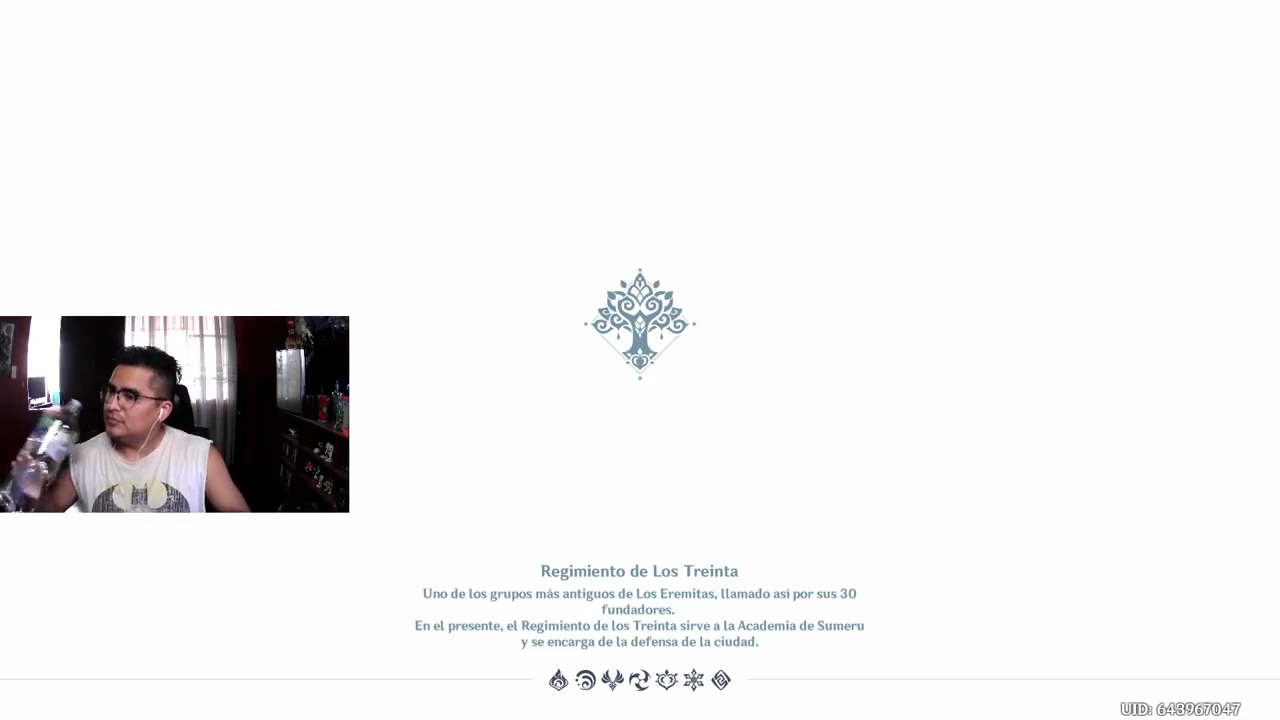 Regimiento de Los Treinta
Uno de los grupos más antiguos de Los Eremitas, llamado así por sus 30
fundadores.
En el presente, el Regimiento de los Treinta sirve a la Academia de Sumeru
y se encarga de la defensa de la ciudad.
UID: 643967047